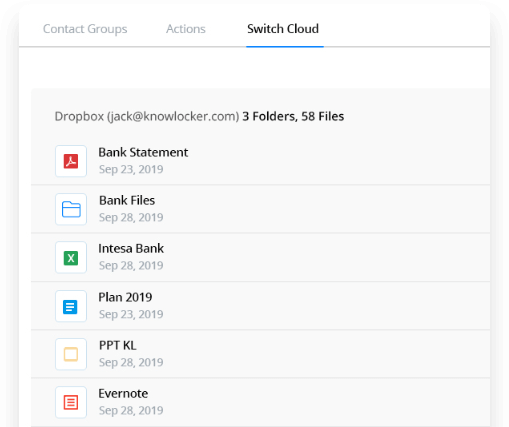 Contact Groups Actions Switch Cloud
Dropbox (jack@knowlocker.com) 3 Folders, 58 Files
Bank Statement
Sep 23, 2019
Bank Files
Sep 28, 2019
X
Intesa Bank
Sep 28, 2019
Plan 2019
Sep 23, 2019
PPT KL
Sep 28, 2019
Evernote
Sep 28, 2019